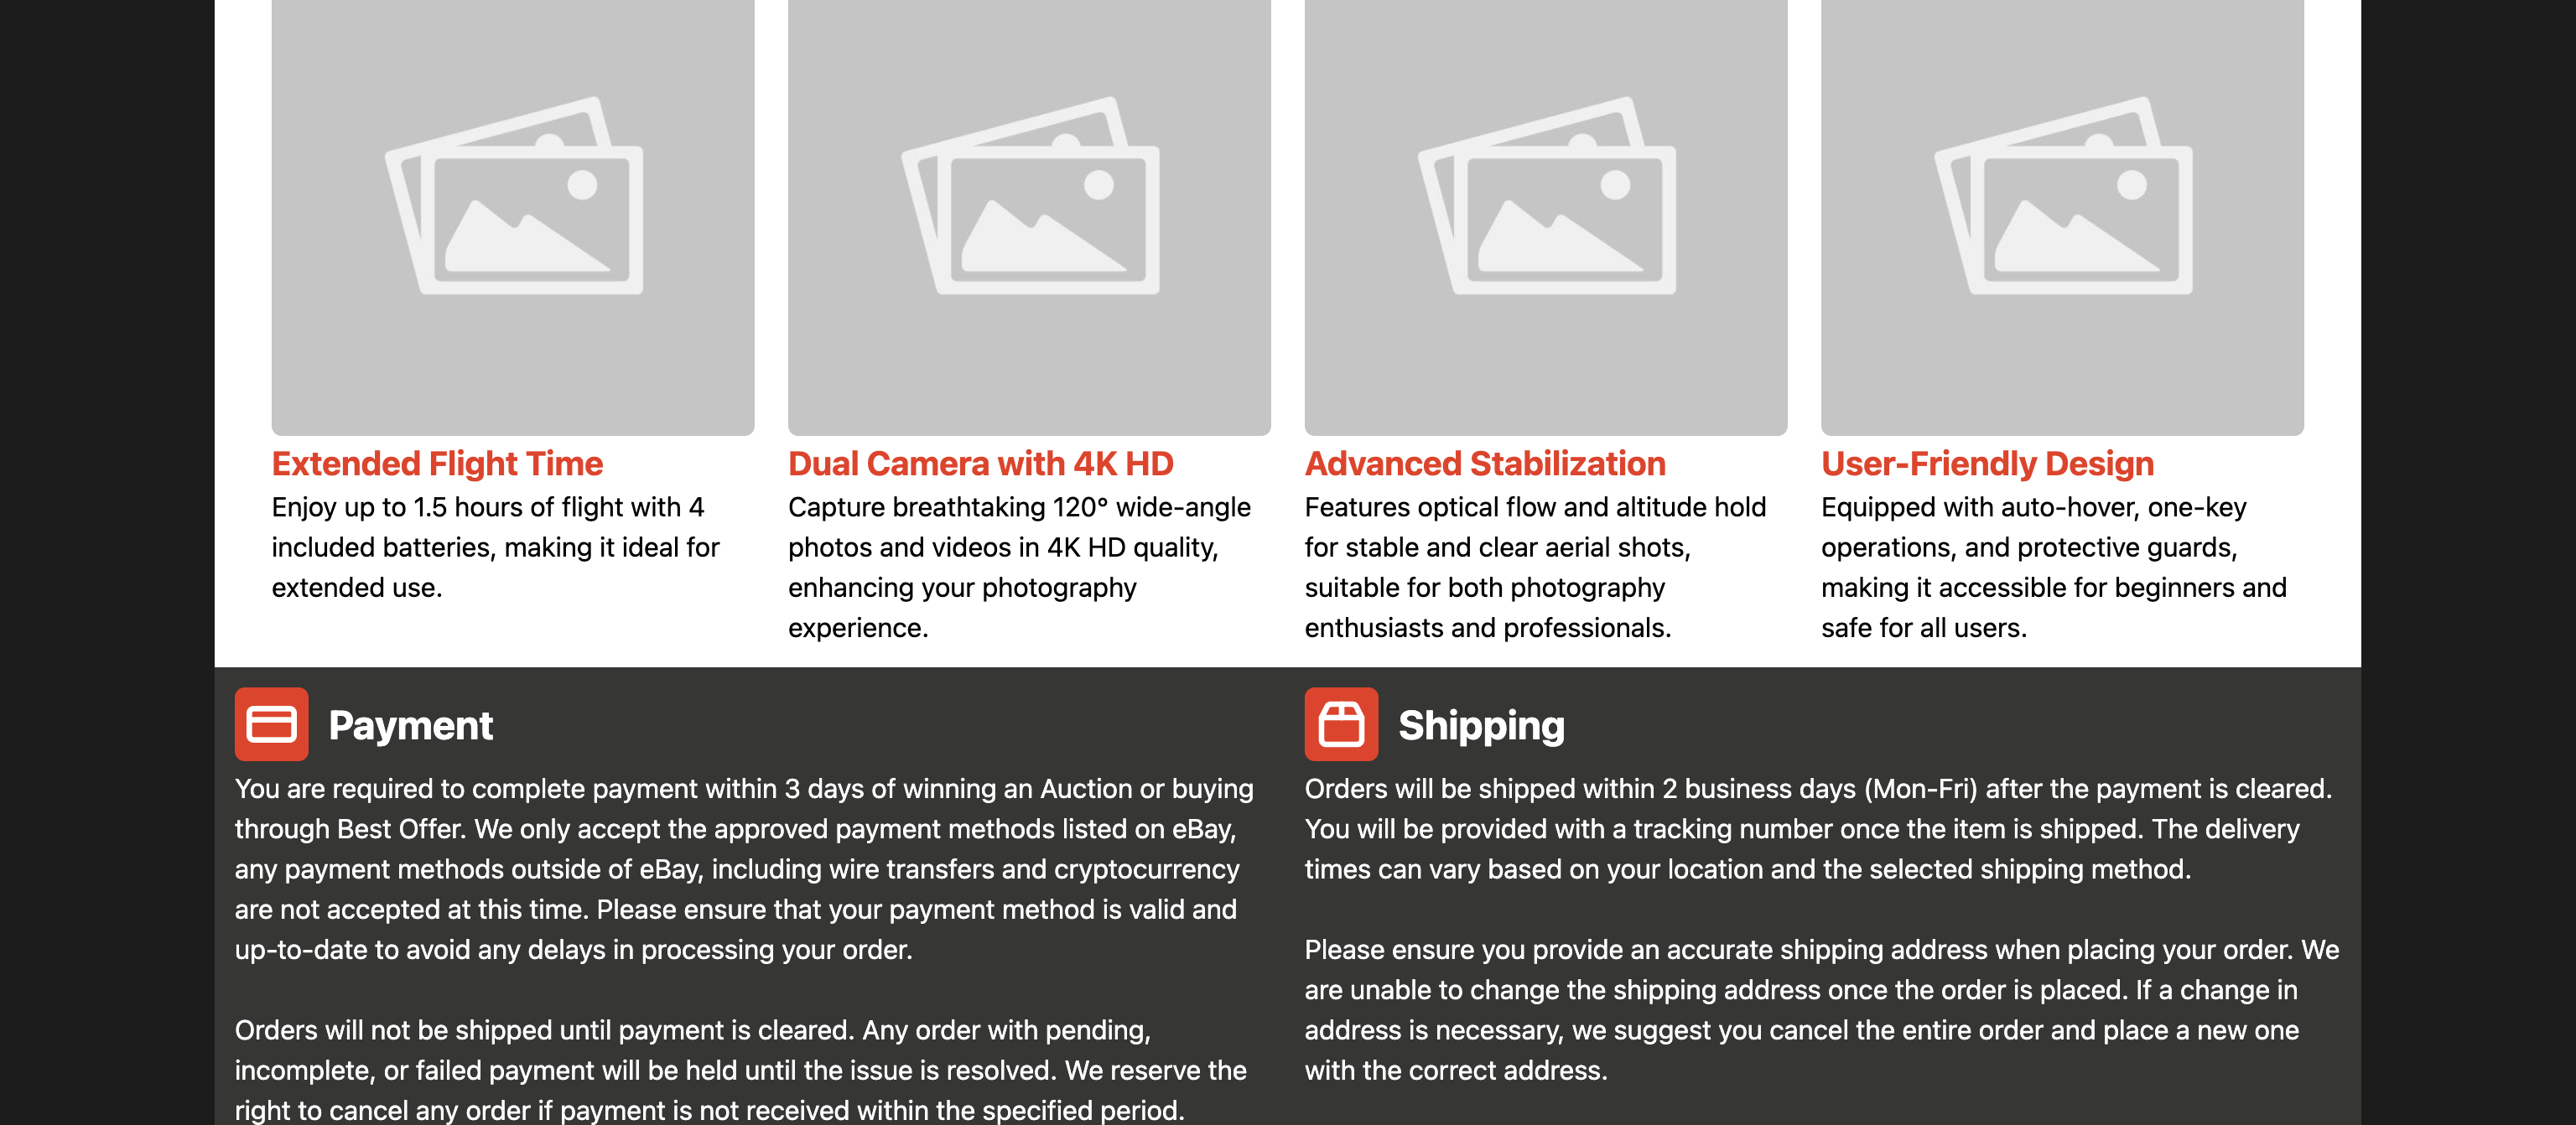 Extended Flight Time
Enjoy up to 1.5 hours of flight with 4
included batteries, making it ideal for
extended use.
Dual Camera with 4K HD
Capture breathtaking 120° wide-angle
photos and videos in 4K HD quality,
enhancing your photography
experience.
Advanced Stabilization
Features optical flow and altitude hold
for stable and clear aerial shots,
suitable for both photography
enthusiasts and professionals.
User-Friendly Design
Equipped with auto-hover, one-key
operations, and protective guards,
making it accessible for beginners and
safe for all users.
Payment
You are required to complete payment within 3 days of winning an Auction or buying
through Best Offer. We only accept the approved payment methods listed on eBay,
any payment methods outside of eBay, including wire transfers and cryptocurrency
are not accepted at this time. Please ensure that your payment method is valid and
up-to-date to avoid any delays in processing your order.
Orders will not be shipped until payment is cleared. Any order with pending,
incomplete, or failed payment will be held until the issue is resolved. We reserve the
right to cancel any order if payment is not received within the specified period.
Shipping
Orders will be shipped within 2 business days (Mon-Fri) after the payment is cleared.
You will be provided with a tracking number once the item is shipped. The delivery
times can vary based on your location and the selected shipping method.
Please ensure you provide an accurate shipping address when placing your order. We
are unable to change the shipping address once the order is placed. If a change in
address is necessary, we suggest you cancel the entire order and place a new one
with the correct address.